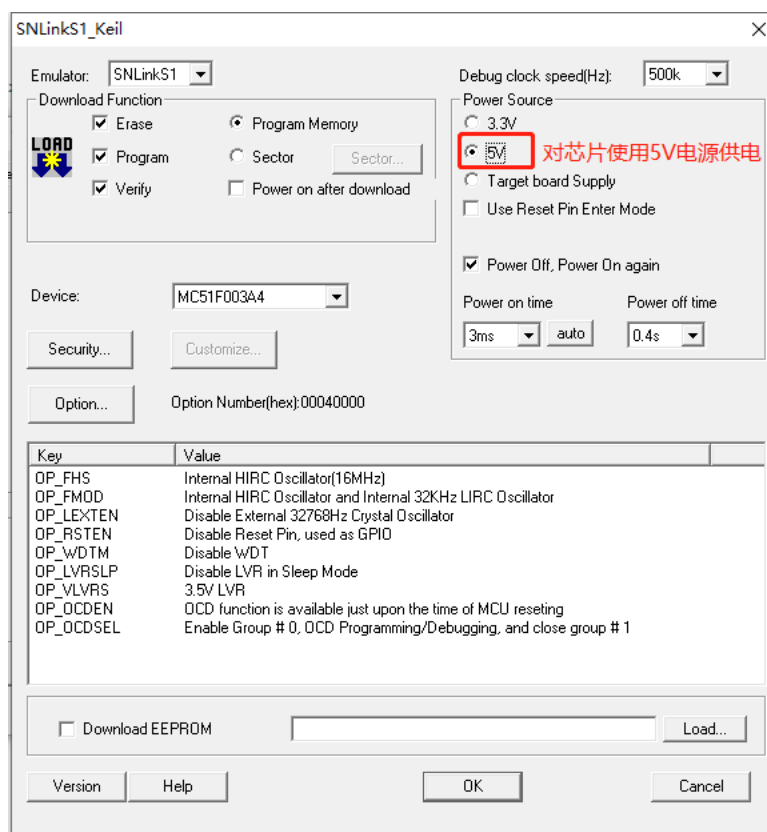 SNLinkS1_Keil
Emulator: SNLinkS1
Debug clock speed(Hz): 500k
Download Function
Power Source
Erase
Program Memory
3.3V
LOAD
Program
Sector
Sector...
5V
对芯片使用5V电源供电
Verify
Power on after download
Target board Supply
Use Reset Pin Enter Mode
Power Off, Power On again
Device: MC51F003A4
Power on time
Power off time
3ms
auto
0.4s
Security...
Customize...
Option...
Option Number(hex):00040000
Key Value
OP_FHS Internal HIRC Oscillator(16MHz)
OP_FMOD Internal HIRC Oscillator and Internal 32KHz LIRC Oscillator
OP_LEXTEN Disable External 32768Hz Crystal Oscillator
OP_RSTEN Disable Reset Pin, used as GPIO
OP_WDTM Disable WDT
OP_LVRSLP Disable LVR in Sleep Mode
OP_VLVRS 3.5V LVR
OP_OCDEN OCD function is available just upon the time of MCU reseting
OP_OCDSEL Enable Group # 0, OCD Programming/Debugging, and close group # 1
Download EEPROM
Load...
Version
Help
OK
Cancel